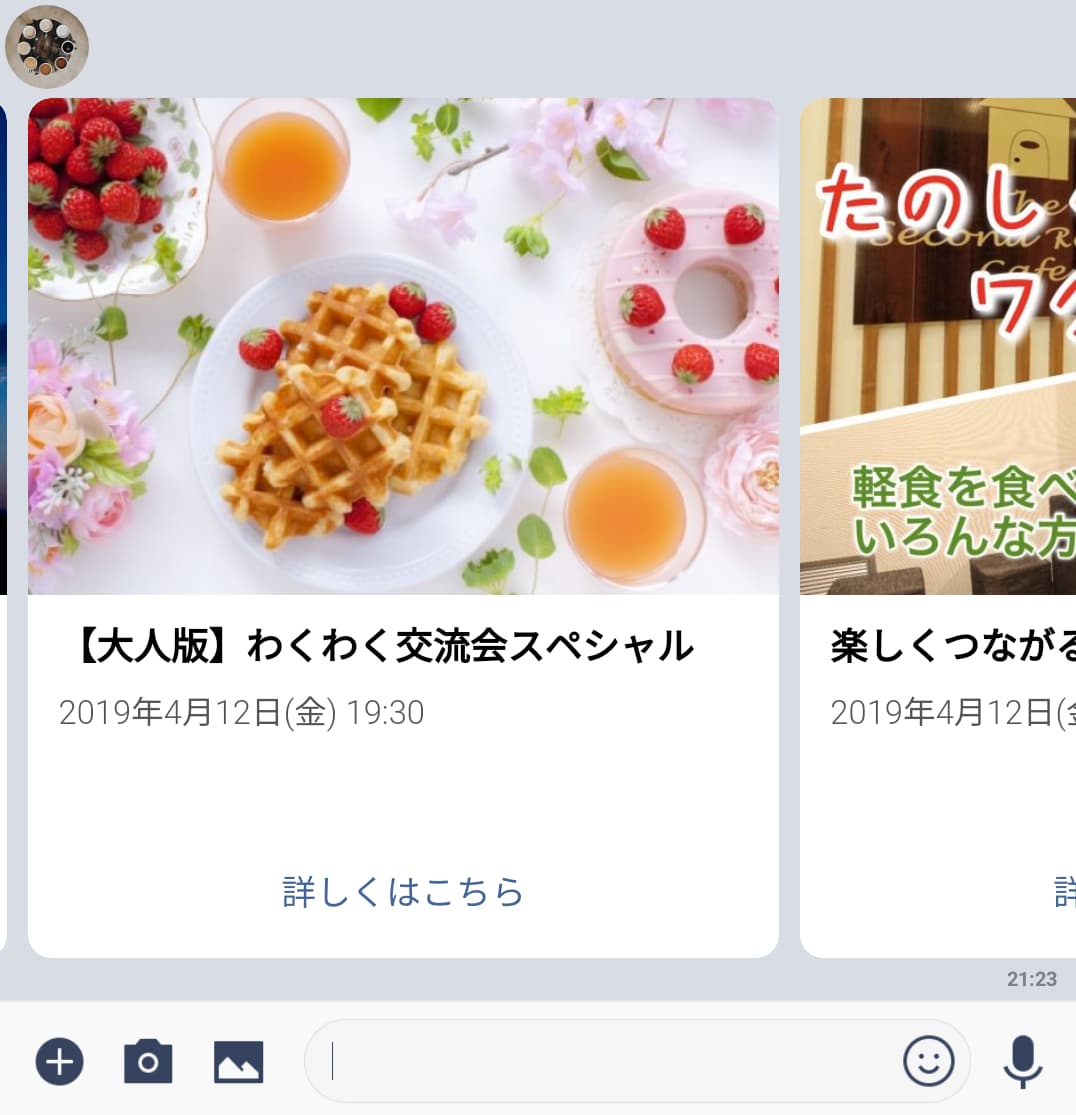 たのし
The
Second
Cafe
ワ
軽食を食べ
いろんな方
【大人版】わくわく交流会スペシャル
2019年4月12日(金) 19:30
詳しくはこちら
楽しくつなが
2019年4月12日(
詳
21:23